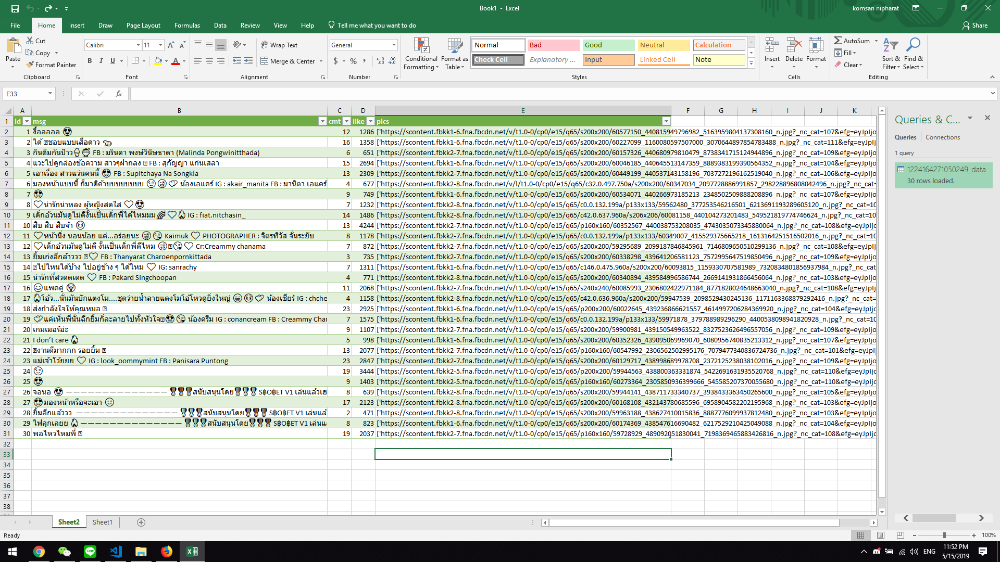 Book1 - Excel
komsan nipharat
File Home Insert Draw Page Layout Formulas Data Review View Help Tell me what you want to do Share
Paste Cut Copy Format Painter Clipboard
Calibri 11 B I U A Font
Wrap Text Merge & Center Alignment
General $ % Number
Conditional Formatting Format as Table
Normal Bad Good Neutral Calculation
Check Cell Explanatory ... Input Linked Cell Note
Styles
Insert Delete Format Cells
AutoSum Fill Clear Sort & Filter Find & Select Editing
E33 fx
A B C D E F G H I J K
1 id msg cmt like pics
2 1 งื้อออออ 😍 12 1286 ['https://scontent.fbkk1-6.fna.fbcdn.net/v/t1.0-0/cp0/e15/q65/s200x200/60577150_440815949796982_5163959804137308160_n.jpg?_nc_cat=107&efg=eyJpIjo
3 2 ได้ ชอบแบบเสือดาว 🐆 16 1358 ['https://scontent.fbkk1-6.fna.fbcdn.net/v/t1.0-0/cp0/e15/q65/s200x200/60227099_1160080597507000_3070644897854783488_n.jpg?_nc_cat=111&efg=eyJpIj
4 3 กินติมกันป้าว🍦🍧 FB : มรินดา พงษ์วินิษธาดา (Malinda Pongwinitthada) 6 651 ['https://scontent.fbkk2-7.fna.fbcdn.net/v/t1.0-0/cp0/e15/q65/s200x200/60157326_440680979810479_8738341715124944896_n.jpg?_nc_cat=109&efg=eyJpIjo
5 4 แวะไปดูกล่องข้อความ สาวๆฝากลง FB : สุกัญญา แก่นเสลา 15 2694 ['https://scontent.fbkk1-6.fna.fbcdn.net/v/t1.0-0/cp0/e15/q65/s200x200/60046185_440645513147359_8889383199390564352_n.jpg?_nc_cat=104&efg=eyJpIjo
6 5 เอาเรื่อง สาวแว่นคนนี้ 😍 FB : Supitchaya Na Songkla 13 2309 ['https://scontent.fbkk2-7.fna.fbcdn.net/v/t1.0-0/cp0/e15/q65/s200x200/60449199_440537143158196_7037272196162519040_n.jpg?_nc_cat=106&efg=eyJpIjo
7 6 มองหน้าแบบนี้ ก็มาดิค้าบบบบบบบบ น้องเอแคร์ IG : akair_manita FB : มานิตา เอแคร์ 4 677 ['https://scontent.fbkk2-8.fna.fbcdn.net/v/l/t1.0-0/cp0/e15/q65/c32.0.497.750a/s200x200/60347034_2097728886991857_298228896808042496_n.jpg?_nc_cat=
8 7 😍 9 749 ['https://scontent.fbkk1-6.fna.fbcdn.net/v/t1.0-0/cp0/e15/q65/s200x200/60534071_440266973185213_2348502509888208896_n.jpg?_nc_cat=107&efg=eyJpIjo
9 8 ♡น่ารักน่าหลง ผู้หญิงสดใส ♡ 😍 7 1232 ['https://scontent.fbkk2-8.fna.fbcdn.net/v/t1.0-0/cp0/e15/q65/c0.0.132.199a/p133x133/59562480_377253546216501_6213691193289605120_n.jpg?_nc_cat=10
10 9 เด็กอ้วนมันดูไม่ดีงั้นเป็นเด็กพี่ได้ไหมมม🌈♡🔥 IG : fiat.nitchasin_ 14 1486 ['https://scontent.fbkk2-8.fna.fbcdn.net/v/t1.0-0/cp0/e15/q65/c42.0.637.960a/s206x206/60081158_440104273201483_549521819774746624_n.jpg?_nc_cat=10
11 10 สิบ สิบ สิบจ้า 13 4244 ['https://scontent.fbkk2-7.fna.fbcdn.net/v/t1.0-0/cp0/e15/q65/p160x160/60352567_440038753208035_4743035073345880064_n.jpg?_nc_cat=108&efg=eyJpIjo
12 11 ♡หน้านิ่ง นอนน้อย แต่...อร่อยนะ Kaimuk ♡ PHOTOGRAPHER : จิตรทิวัส จั่นระยับ 8 1178 ['https://scontent.fbkk2-7.fna.fbcdn.net/v/t1.0-0/cp0/e15/q65/c0.0.132.199a/p133x133/60349007_415529375665218_1613164251516502016_n.jpg?_nc_cat=10
13 12 ♡เด็กอ้วนมันดูไม่ดี งั้นเป็นเด็กพี่ดีไหม ♡ Cr:Creammy chanama 7 872 ['https://scontent.fbkk2-7.fna.fbcdn.net/v/t1.0-0/cp0/e15/q65/s200x200/59295689_2099187846845961_7146809650510299136_n.jpg?_nc_cat=108&efg=eyJpIj
14 13 ยิ้มเก่งอีกล้าววว ♡ FB : Thanyarat Charoenpornkittada 3 735 ['https://scontent.fbkk2-7.fna.fbcdn.net/v/t1.0-0/cp0/e15/q65/s200x200/60338298_439641206581123_7572995647519850496_n.jpg?_nc_cat=109&efg=eyJpIjo
15 14 ไปไหนได้บ้าง ไปอยู่ข้าง ๆ ได้ไหม ♡ IG: sanrachy 7 1311 ['https://scontent.fbkk1-6.fna.fbcdn.net/v/t1.0-0/cp0/e15/q65/c146.0.475.960a/s200x200/60093815_1159330707581989_7320834801856937984_n.jpg?_nc_cat
16 15 น่ารักที่สวดดเดด ♡ FB : Pakard Singchoopan 4 771 ['https://scontent.fbkk2-8.fna.fbcdn.net/v/t1.0-0/cp0/e15/q65/s200x200/60340894_439584996586744_2669141931866456064_n.jpg?_nc_cat=103&efg=eyJpIjo
17 16 แพคคู่ 11 2068 ['https://scontent.fbkk2-7.fna.fbcdn.net/v/t1.0-0/cp0/e15/q65/s240x240/60085993_2306802422971184_8771828024648663040_n.jpg?_nc_cat=108&efg=eyJpIj
18 17 🔥โอ้ว...นั่นมันบักแตงโม....ชุดว่ายน้ำลายแตงโมโอ้โหวดูยิ่งใหญ่ น้องเชียร์ IG : chche 4 1158 ['https://scontent.fbkk2-8.fna.fbcdn.net/v/t1.0-0/cp0/e15/q65/c42.0.636.960a/s200x200/59947539_2098529430245136_1171163368879292416_n.jpg?_nc_cat=
19 18 ส่งกำลังใจให้คุณหมอ 23 2925 ['https://scontent.fbkk1-6.fna.fbcdn.net/v/t1.0-0/cp0/e15/q65/p200x200/60022645_439236866621557_4614997206284369920_n.jpg?_nc_cat=104&efg=eyJpIjo
20 19 แค่เห็นพี่นั่นฉีกยิ้มก็ละลายไปทั้งหัวใจ😍😘 น้องครีม IG : conancream FB : Creammy Char 7 1575 ['https://scontent.fbkk1-6.fna.fbcdn.net/v/t1.0-0/cp0/e15/q65/c0.0.132.199a/p133x133/59971878_379788989296290_4400538098941820928_n.jpg?_nc_cat=10
21 20 เกมเมอร์อ่ะ 9 1107 ['https://scontent.fbkk2-7.fna.fbcdn.net/v/t1.0-0/cp0/e15/q65/s200x200/59900981_439150549963522_8327523626496557056_n.jpg?_nc_cat=109&efg=eyJpIjo
22 21 I don’t care 🔥 5 998 ['https://scontent.fbkk1-6.fna.fbcdn.net/v/t1.0-0/cp0/e15/q65/s200x200/60352326_439095069969070_6080956740835213312_n.jpg?_nc_cat=107&efg=eyJpIjo
23 22 งานดีมากกก รอยยิ้ม 13 2077 ['https://scontent.fbkk2-7.fna.fbcdn.net/v/t1.0-0/cp0/e15/q65/p160x160/60547992_2306562502995176_7079477340836724736_n.jpg?_nc_cat=101&efg=eyJpIj
24 23 แม่เจ้าโว้ยยย ♡ IG : look_oommymint FB : Panisara Puntong 23 2847 ['https://scontent.fbkk2-7.fna.fbcdn.net/v/t1.0-0/cp0/e15/q65/s200x200/60129717_438998689978708_2372125238038102016_n.jpg?_nc_cat=109&efg=eyJpIjo
25 24 19 3444 ['https://scontent.fbkk2-5.fna.fbcdn.net/v/t1.0-0/cp0/e15/q65/p200x200/59944563_438800363331874_5422691631935520768_n.jpg?_nc_cat=110&efg=eyJpIjo
26 25 😍 9 1403 ['https://scontent.fbkk2-5.fna.fbcdn.net/v/t1.0-0/cp0/e15/q65/p160x160/60273364_2305850936399666_545585207370055680_n.jpg?_nc_cat=110&efg=eyJpIjo
27 26 จอนอ 😍 —————————————— 🎖🎖🎖สนับสนุนโดย🎖🎖🎖 S฿O฿ET V1 เล่นแล้วเฮ 8 639 ['https://scontent.fbkk2-8.fna.fbcdn.net/v/t1.0-0/cp0/e15/q65/s200x200/59944141_438711733340737_3938433363450265600_n.jpg?_nc_cat=105&efg=eyJpIjo
28 27 😍มองหน้าหรือจะเอา 17 2123 ['https://scontent.fbkk2-8.fna.fbcdn.net/v/t1.0-0/cp0/e15/q65/s200x200/60168108_432143780685596_6958904582202195968_n.jpg?_nc_cat=103&efg=eyJpIjo
29 28 ยิ้มอีกแล้ววว —————————————— 🎖🎖🎖สนับสนุนโดย🎖🎖🎖 S฿O฿ET V1 เล่นแล้ 2 471 ['https://scontent.fbkk2-8.fna.fbcdn.net/v/t1.0-0/cp0/e15/q65/s200x200/59963188_438627410015836_8887776099937812480_n.jpg?_nc_cat=103&efg=eyJpIjo
30 29 ไฟลุกเลยย 🔥 —————————————— 🎖🎖🎖สนับสนุนโดย🎖🎖🎖 S฿O฿ET V1 เล่นแล 8 823 ['https://scontent.fbkk2-8.fna.fbcdn.net/v/t1.0-0/cp0/e15/q65/s200x200/60174369_438547616690482_6217529210425049088_n.jpg?_nc_cat=103&efg=eyJpIjo
31 30 พอไหวไหมพี่ 19 2037 ['https://scontent.fbkk2-7.fna.fbcdn.net/v/t1.0-0/cp0/e15/q65/p160x160/59728929_489092051830041_7198369465883426816_n.jpg?_nc_cat=108&efg=eyJpIjo
32
33
34
35
36
37
38
Queries & C...
Queries Connections
1 query
1224164271050249_data
30 rows loaded.
Sheet2 Sheet1
Ready
100%
ENG
11:52 PM
5/15/2019